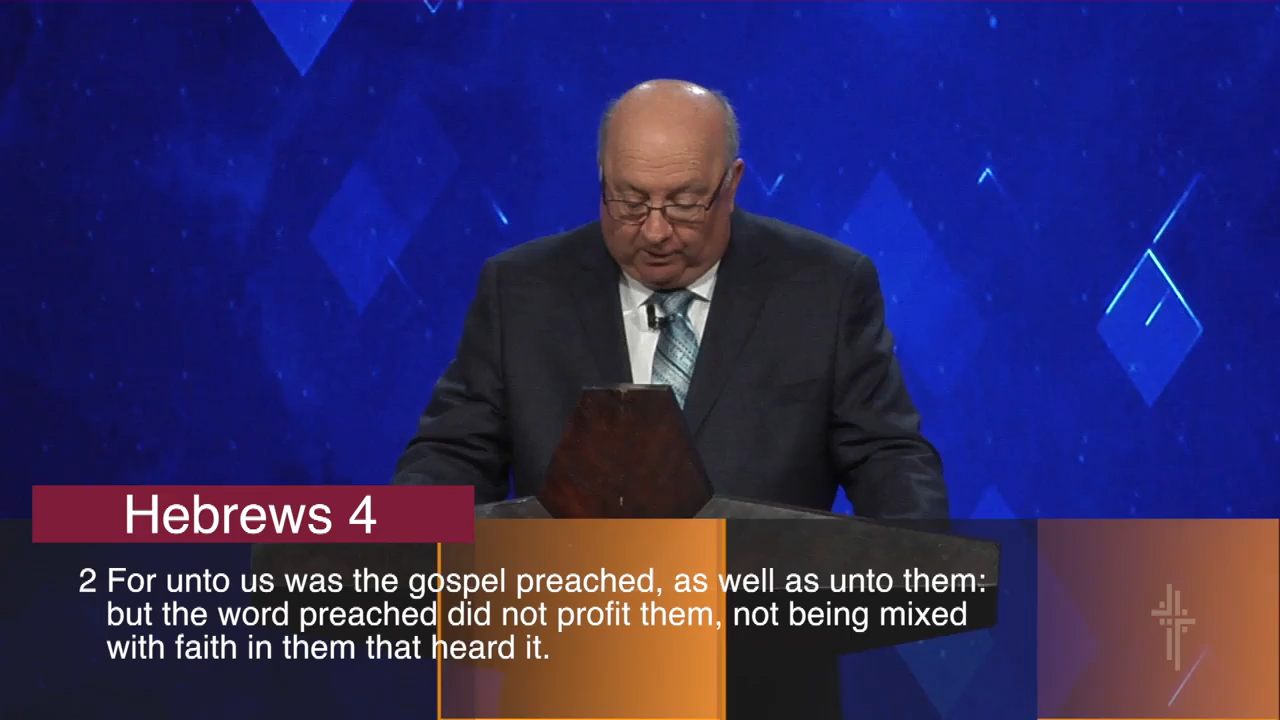 Hebrews 4
2 For unto us was the gospel preached, as well as unto them:
but the word preached did not profit them, not being mixed
with faith in them that heard it.